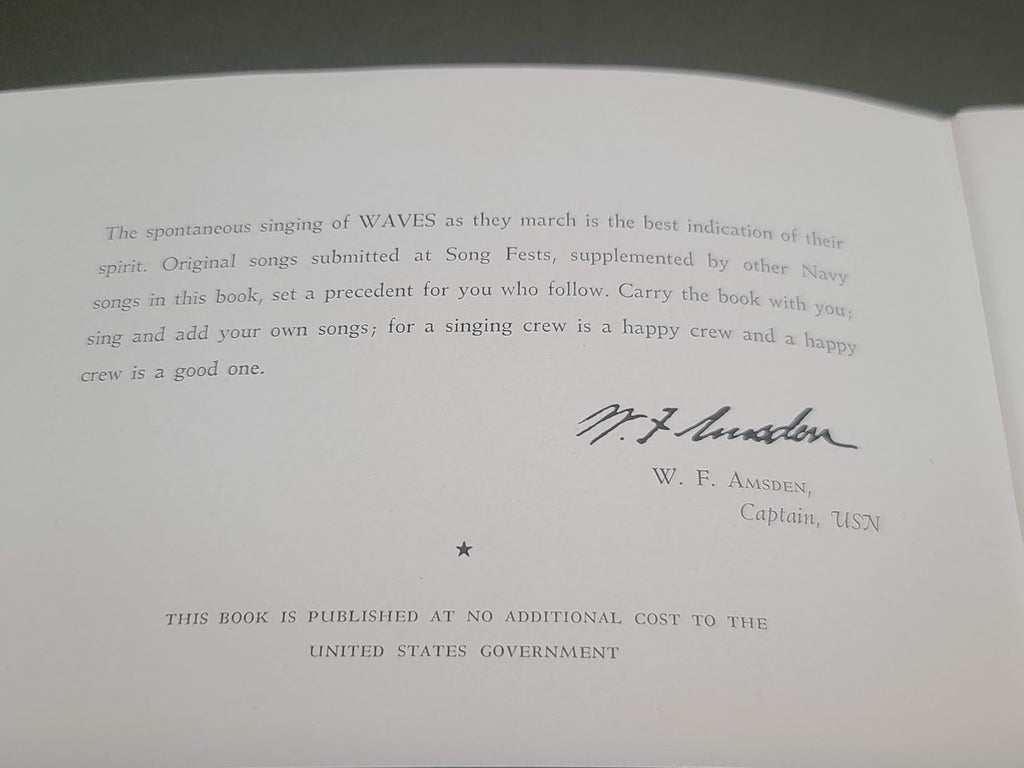 The spontaneous singing of WAVES as they march is the best indication of their
spirit. Original songs submitted at Song Fests, supplemented by other Navy
songs in this book, set a precedent for you who follow. Carry the book with you;
sing and add your own songs; for a singing crew is a happy crew and a happy
crew is a good one.
W. F. Amsden
W. F. AMSDEN,
Captain, USN
THIS BOOK IS PUBLISHED AT NO ADDITIONAL COST TO THE
UNITED STATES GOVERNMENT